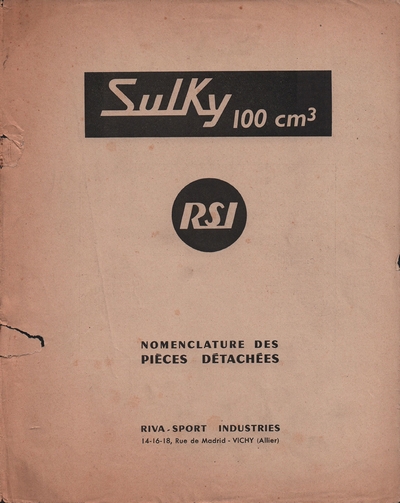 SulKy 100 cm³
RSI
NOMENCLATURE DES
PIÈCES DÉTACHÉES
RIVA-SPORT INDUSTRIES
14-16-18, Rue de Madrid - VICHY (Allier)